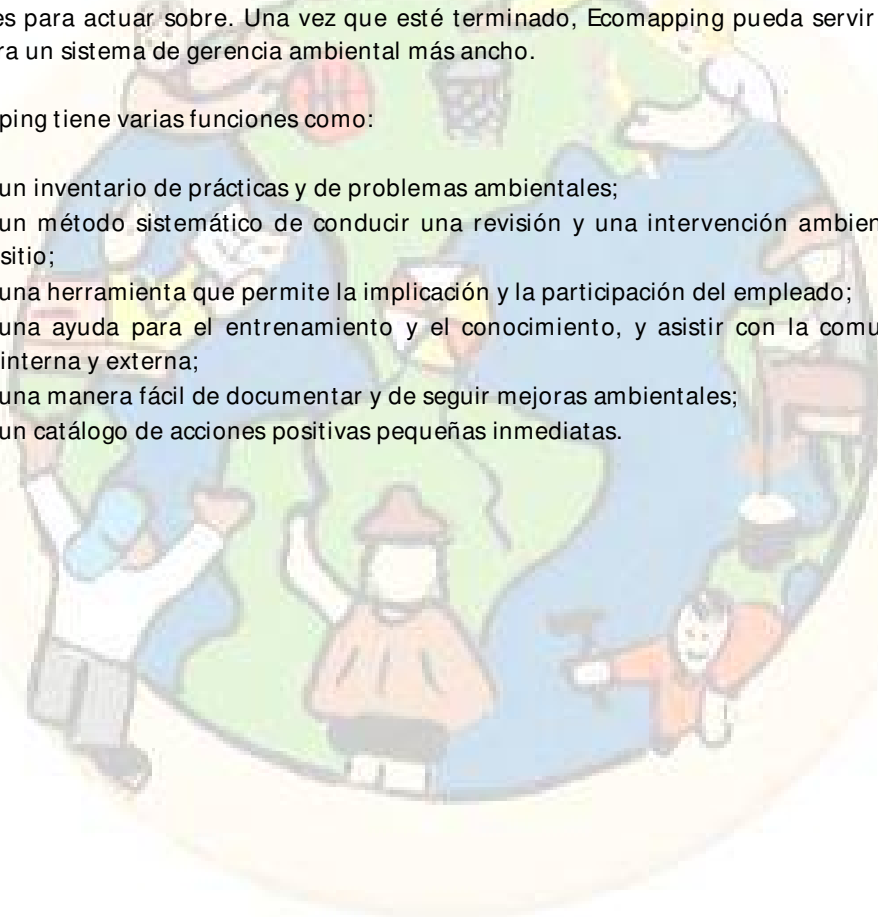 es para actuar sobre. Una vez que esté terminado, Ecomapping pueda servir
ra un sistema de gerencia ambiental más ancho.
ping tiene varias funciones como:
un inventario de prácticas y de problemas ambientales;
un método sistemático de conducir una revisión y una intervención ambien
sitio;
una herramienta que permite la implicación y la participación del empleado;
una ayuda para el entrenamiento y el conocimiento, y asistir con la comu
interna y externa;
una manera fácil de documentar y de seguir mejoras ambientales;
un catálogo de acciones positivas pequeñas inmediatas.